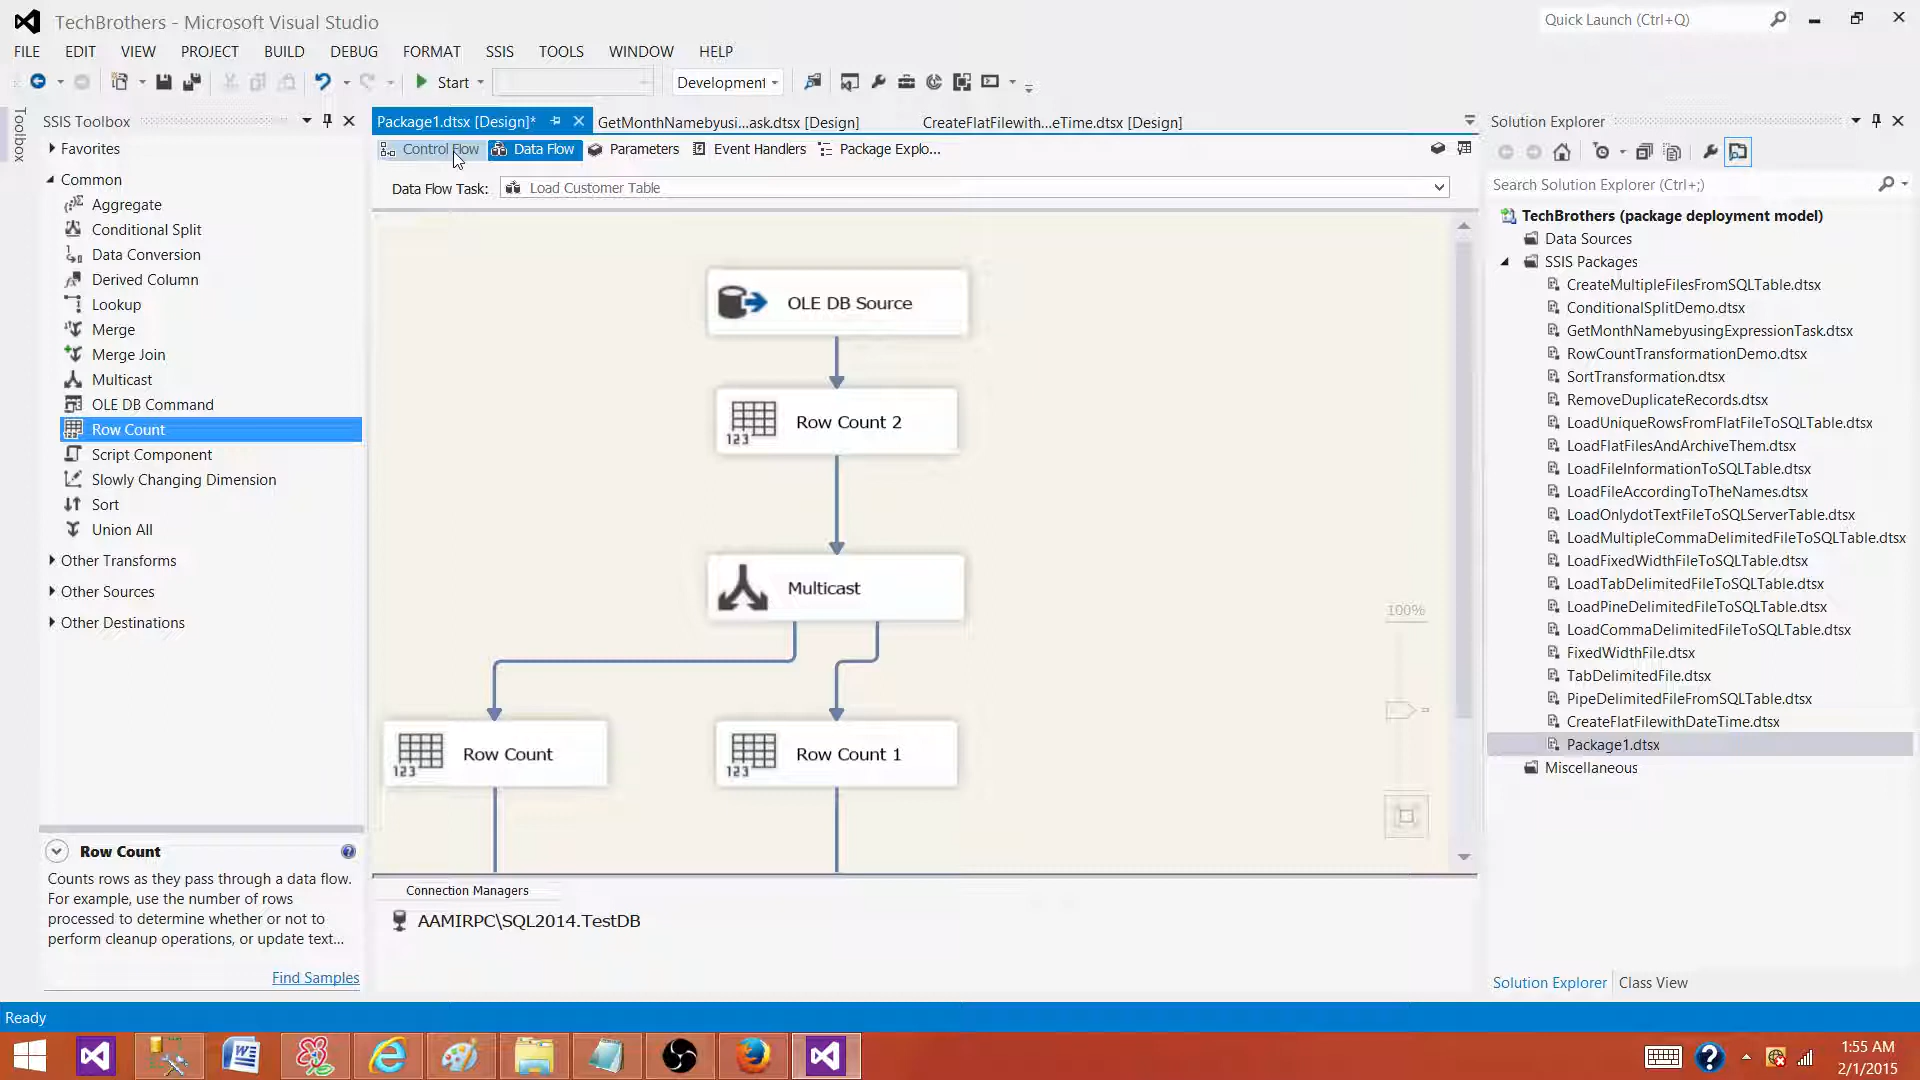 TechBrothers - Microsoft Visual Studio
Quick Launch (Ctrl+Q)
FILE EDIT VIEW PROJECT BUILD DEBUG FORMAT SSIS TOOLS WINDOW HELP
Start
Development
Toolbox
SSIS Toolbox
Favorites
Common
Aggregate
Conditional Split
Data Conversion
Derived Column
Lookup
Merge
Merge Join
Multicast
OLE DB Command
Row Count
Script Component
Slowly Changing Dimension
Sort
Union All
Other Transforms
Other Sources
Other Destinations
Row Count
Counts rows as they pass through a data flow.
For example, use the number of rows
processed to determine whether or not to
perform cleanup operations, or update text...
Find Samples
Package1.dtsx [Design]* GetMonthNamebyusi...ask.dtsx [Design] CreateFlatFilewith...eTime.dtsx [Design]
Control Flow Data Flow Parameters Event Handlers Package Explo...
Data Flow Task: Load Customer Table
OLE DB Source
123 Row Count 2
Multicast
123 Row Count
123 Row Count 1
100%
Connection Managers
AAMIRPC\SQL2014.TestDB
Solution Explorer
Search Solution Explorer (Ctrl+;)
TechBrothers (package deployment model)
Data Sources
SSIS Packages
CreateMultipleFilesFromSQLTable.dtsx
ConditionalSplitDemo.dtsx
GetMonthNamebyusingExpressionTask.dtsx
RowCountTransformationDemo.dtsx
SortTransformation.dtsx
RemoveDuplicateRecords.dtsx
LoadUniqueRowsFromFlatFileToSQLTable.dtsx
LoadFlatFilesAndArchiveThem.dtsx
LoadFileInformationToSQLTable.dtsx
LoadFileAccordingToTheNames.dtsx
LoadOnlydotTextFileToSQLServerTable.dtsx
LoadMultipleCommaDelimitedFileToSQLTable.dtsx
LoadFixedWidthFileToSQLTable.dtsx
LoadTabDelimitedFileToSQLTable.dtsx
LoadPineDelimitedFileToSQLTable.dtsx
LoadCommaDelimitedFileToSQLTable.dtsx
FixedWidthFile.dtsx
TabDelimitedFile.dtsx
PipeDelimitedFileFromSQLTable.dtsx
CreateFlatFilewithDateTime.dtsx
Package1.dtsx
Miscellaneous
Solution Explorer Class View
Ready
1:55 AM
2/1/2015